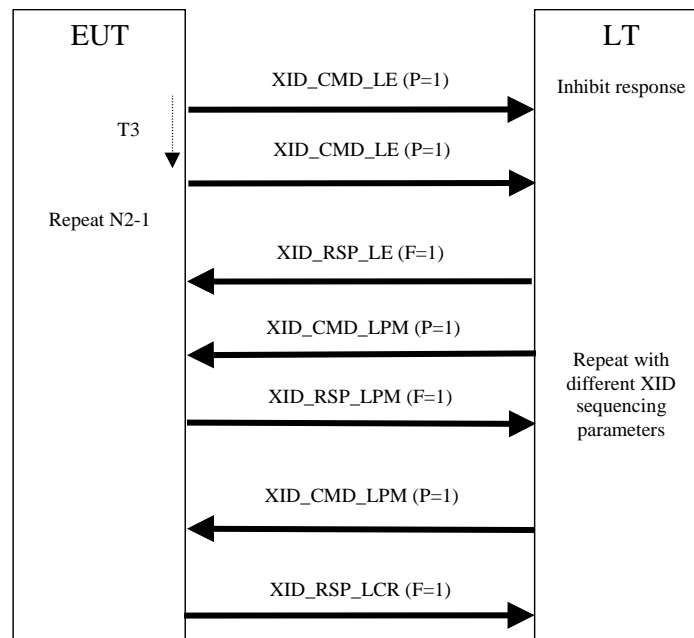 EUT
LT
XID_CMD_LE (P=1)
Inhibit response
T3
XID_CMD_LE (P=1)
Repeat N2-1
XID_RSP_LE (F=1)
XID_CMD_LPM (P=1)
Repeat with
different XID
sequencing
parameters
XID_RSP_LPM (F=1)
XID_CMD_LPM (P=1)
XID_RSP_LCR (F=1)